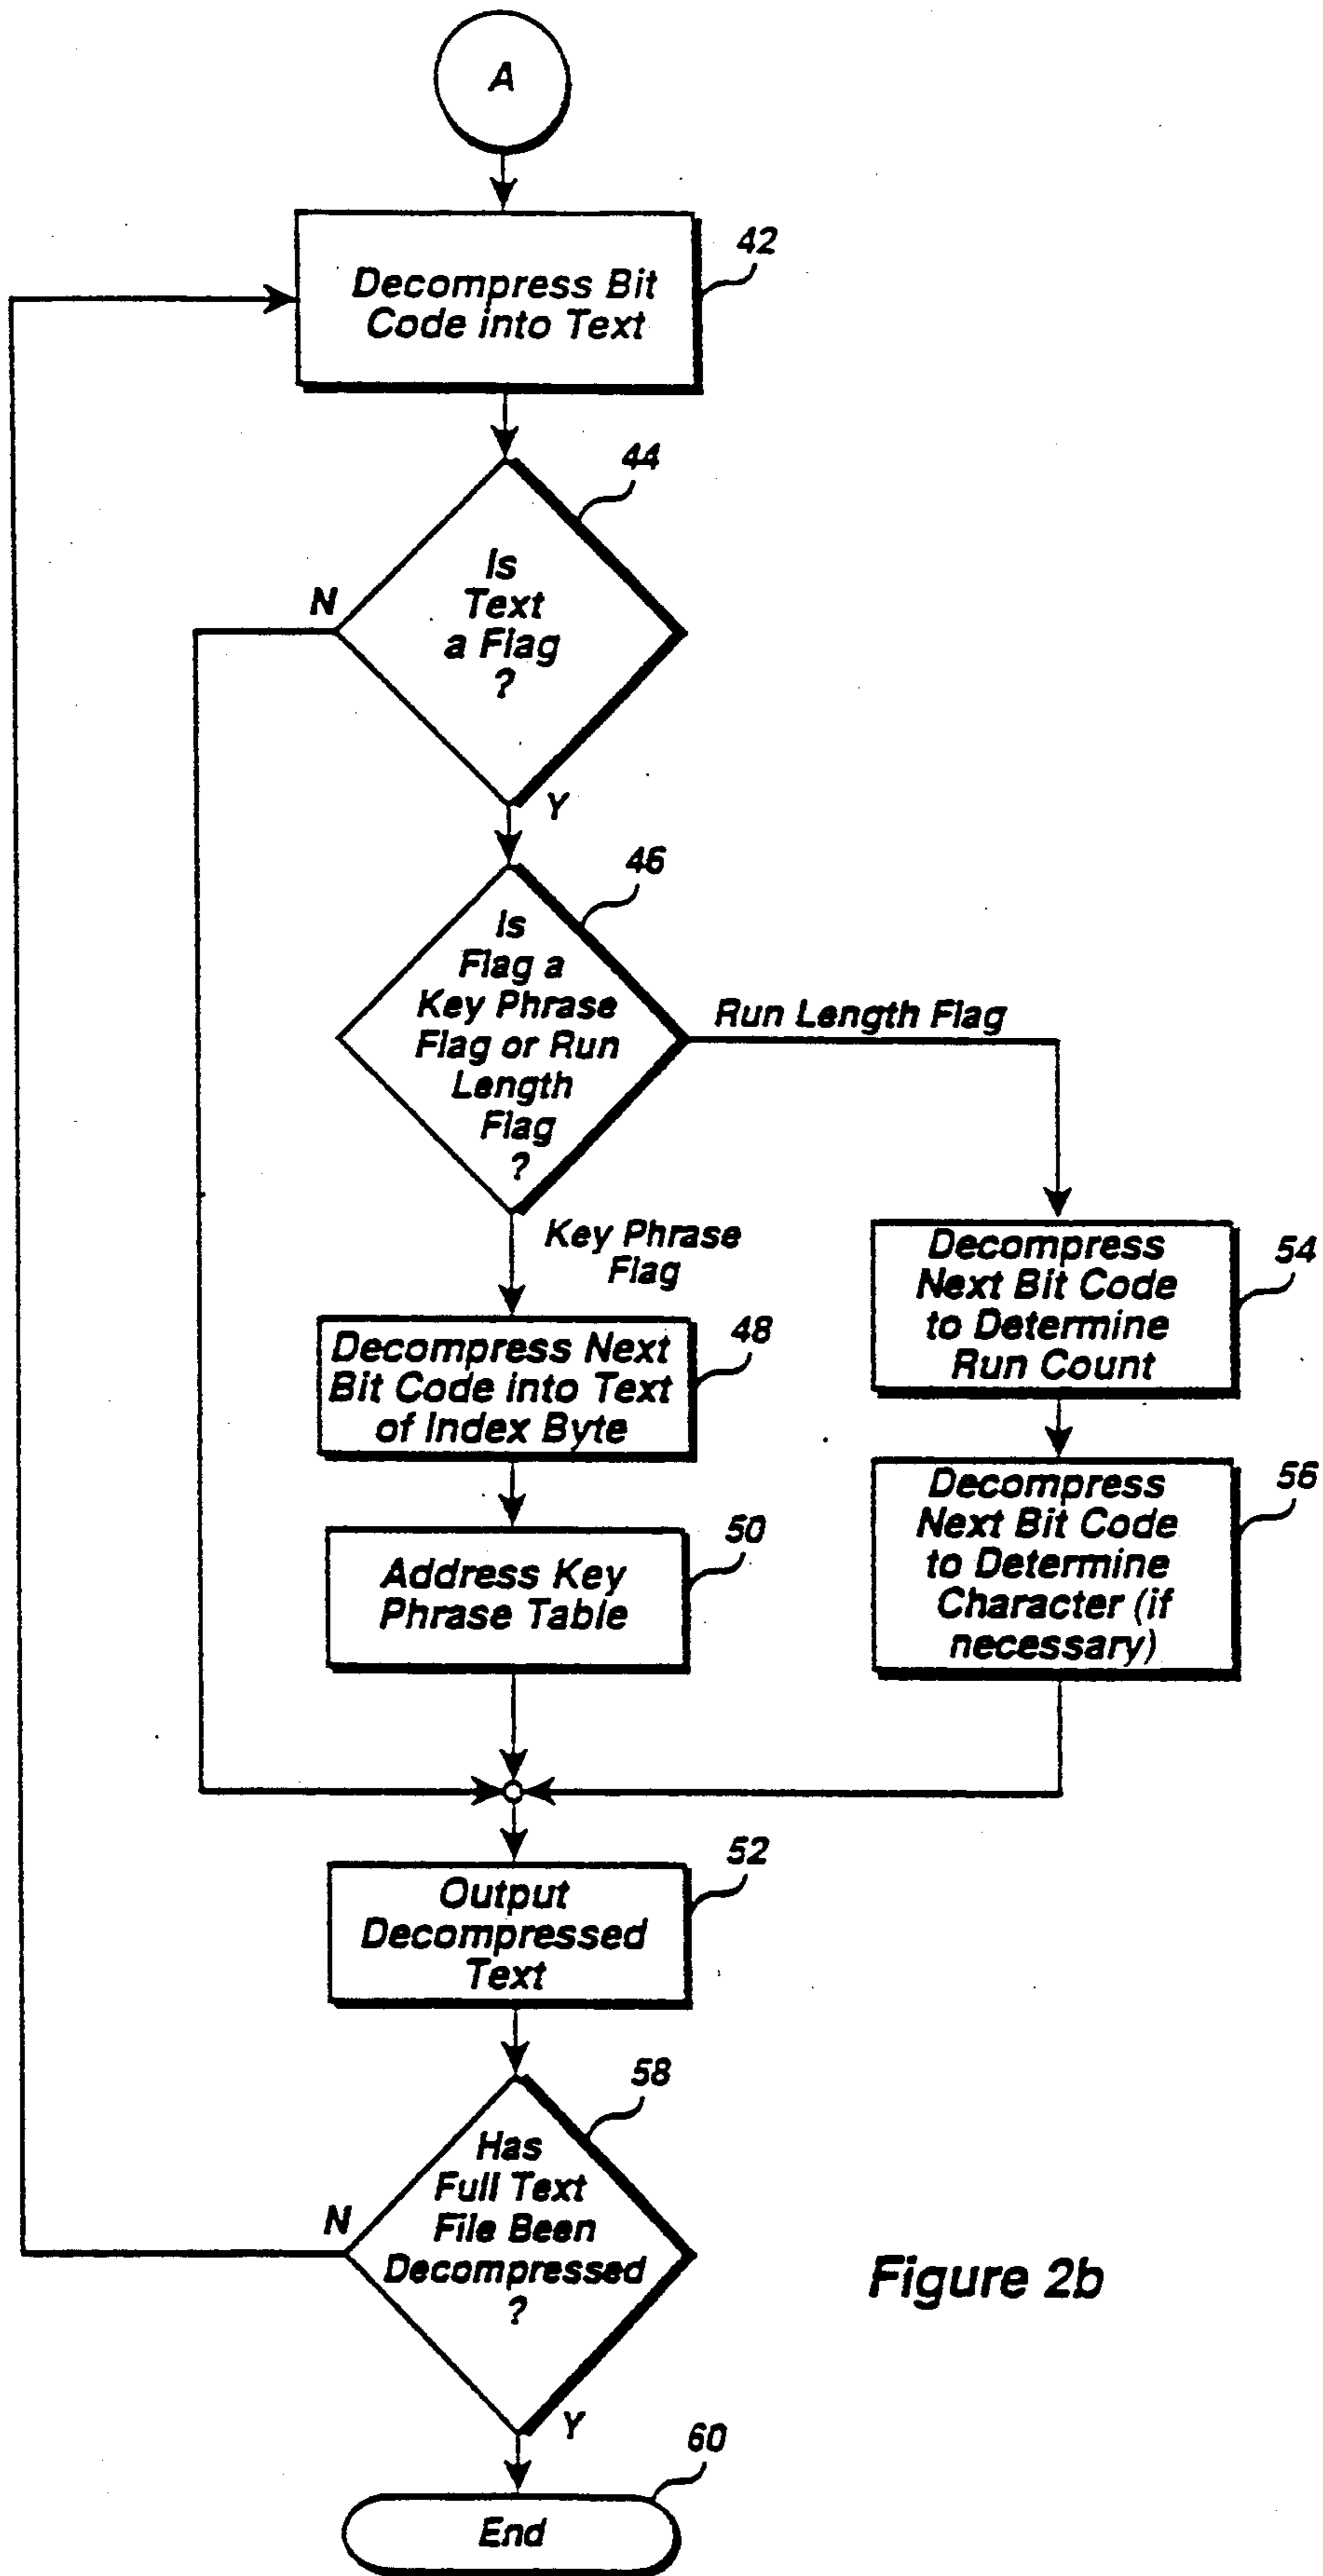 A
42
Decompress Bit
Code into Text
44
Is
Text
a Flag
?
N
Y
46
Is
Flag a
Key Phrase
Flag or Run
Length
Flag
?
Run Length Flag
Key Phrase
Flag
Decompress Next
Bit Code into Text
of Index Byte
48
Decompress
Next Bit Code
to Determine
Run Count
54
Address Key
Phrase Table
50
Decompress
Next Bit Code
to Determine
Character (if
necessary)
56
Output
Decompressed
Text
52
58
Has
Full Text
File Been
Decompressed
?
N
Y
Figure 2b
60
End